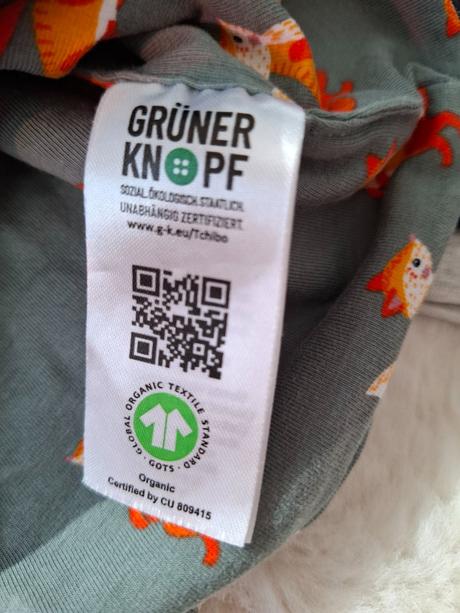 GRÜNER
KNOPF
SOZIAL.ÖKOLOGISCH.STAATLICH.
UNABHÄNGIG ZERTIFIZIERT.
www.g-k.eu/Tchibo
GLOBAL ORGANIC TEXTILE STANDARD
· GOTS ·
Organic
Certified by CU 809415